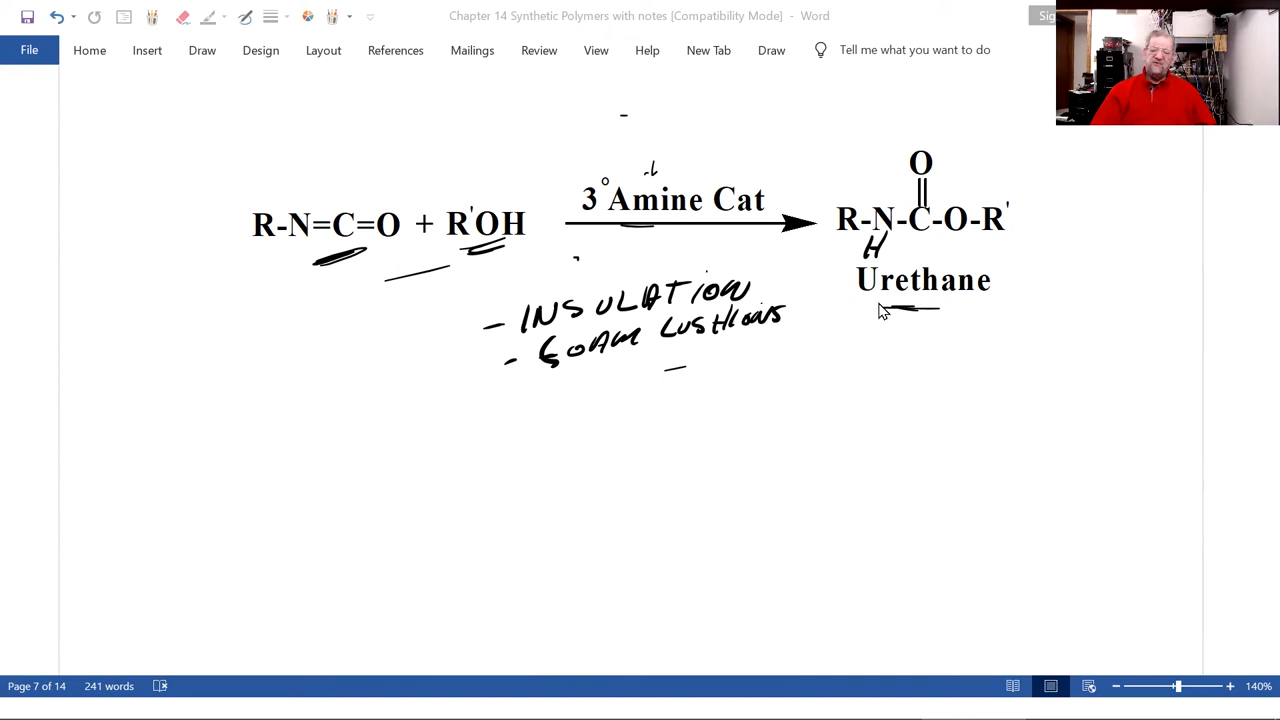 Chapter 14 Synthetic Polymers with notes [Compatibility Mode] - Word
File Home Insert Draw Design Layout References Mailings Review View Help New Tab Draw Tell me what you want to do
O
R-N=C=O + R'OH 3° Amine Cat R-N-C-O-R'
H
Urethane
- INSULATION
- FOAM CUSHIONS
Page 7 of 14 241 words 140%